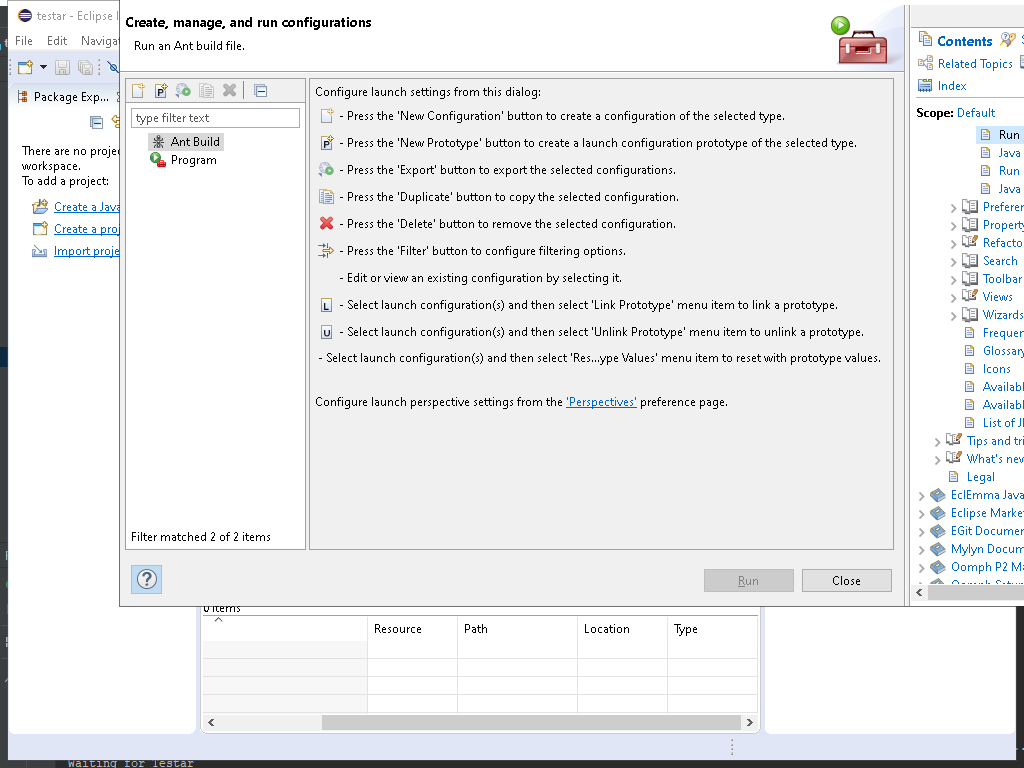 testar - Eclipse I
File Edit Naviga
Package Exp...
There are no proje
workspace.
To add a project:
Create a Java
Create a proj
Import proje
Create, manage, and run configurations
Run an Ant build file.
type filter text
Ant Build
Program
Filter matched 2 of 2 items
Configure launch settings from this dialog:
- Press the 'New Configuration' button to create a configuration of the selected type.
- Press the 'New Prototype' button to create a launch configuration prototype of the selected type.
- Press the 'Export' button to export the selected configurations.
- Press the 'Duplicate' button to copy the selected configuration.
- Press the 'Delete' button to remove the selected configuration.
- Press the 'Filter' button to configure filtering options.
- Edit or view an existing configuration by selecting it.
- Select launch configuration(s) and then select 'Link Prototype' menu item to link a prototype.
- Select launch configuration(s) and then select 'Unlink Prototype' menu item to unlink a prototype.
- Select launch configuration(s) and then select 'Res...ype Values' menu item to reset with prototype values.
Configure launch perspective settings from the 'Perspectives' preference page.
Run
Close
Contents
Related Topics
Index
Scope: Default
Run
Java
Run
Java
Preferen
Property
Refacto
Search
Toolbar
Views
Wizards
Frequen
Glossary
Icons
Availabl
Availabl
List of J
Tips and tri
What's new
Legal
EclEmma Java
Eclipse Marke
EGit Documen
Mylyn Docum
Oomph P2 Ma
Oomph Setup
0 items
Resource Path Location Type
Waiting for Testar